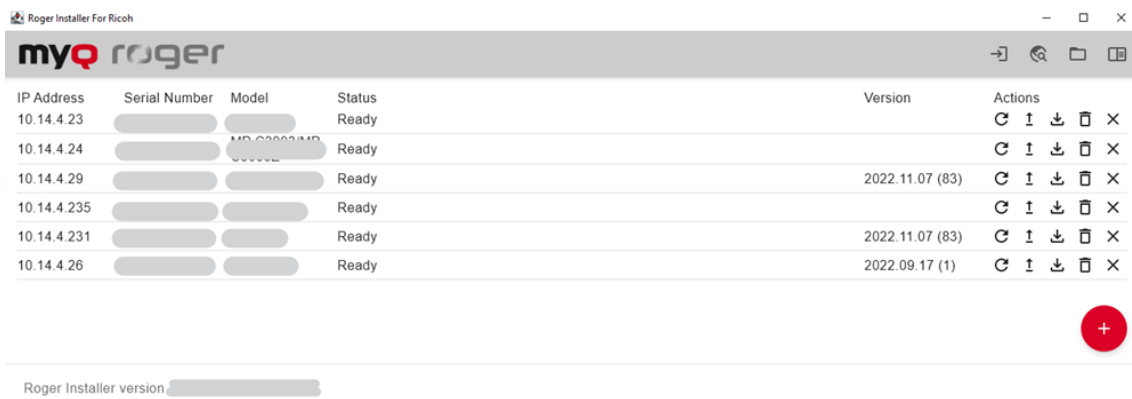 Roger Installer For Ricoh
myQ roger
IP Address Serial Number Model Status Version Actions
10.14.4.23 Ready
10.14.4.24 Ready
10.14.4.29 Ready 2022.11.07 (83)
10.14.4.235 Ready
10.14.4.231 Ready 2022.11.07 (83)
10.14.4.26 Ready 2022.09.17 (1)
Roger Installer version